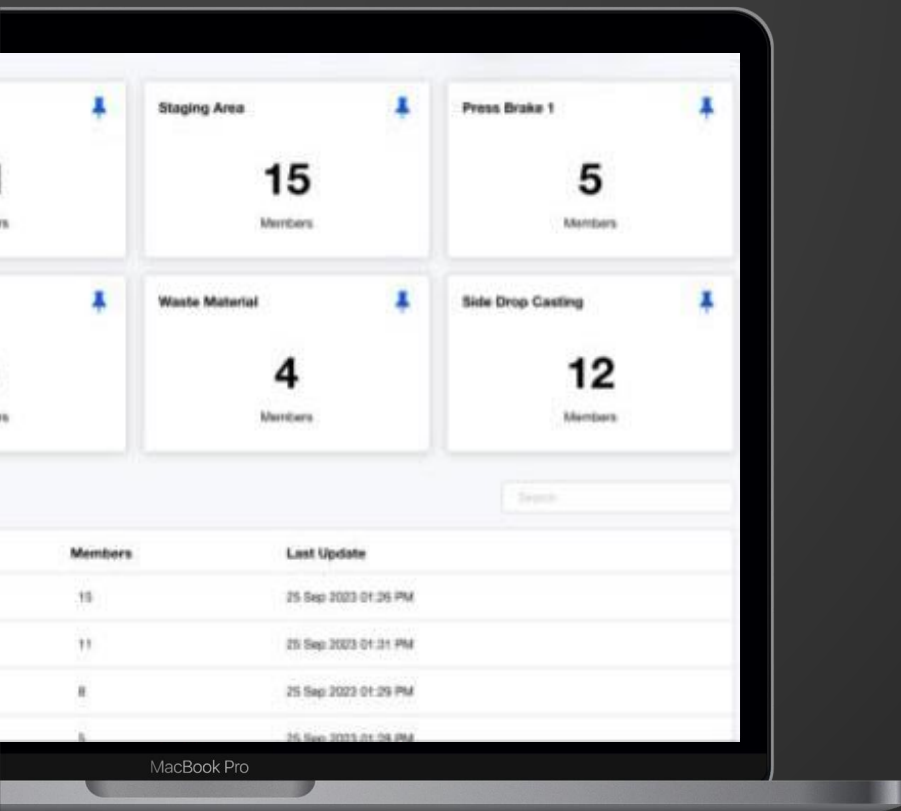 Staging Area
Press Brake 1
15
5
Members
Members
Waste Material
Side Drop Casting
4
12
Members
Members
Search
Members
Last Update
15
25 Sep 2023 01:26 PM
11
25 Sep 2023 01:31 PM
8
25 Sep 2023 01:29 PM
5
MacBook Pro